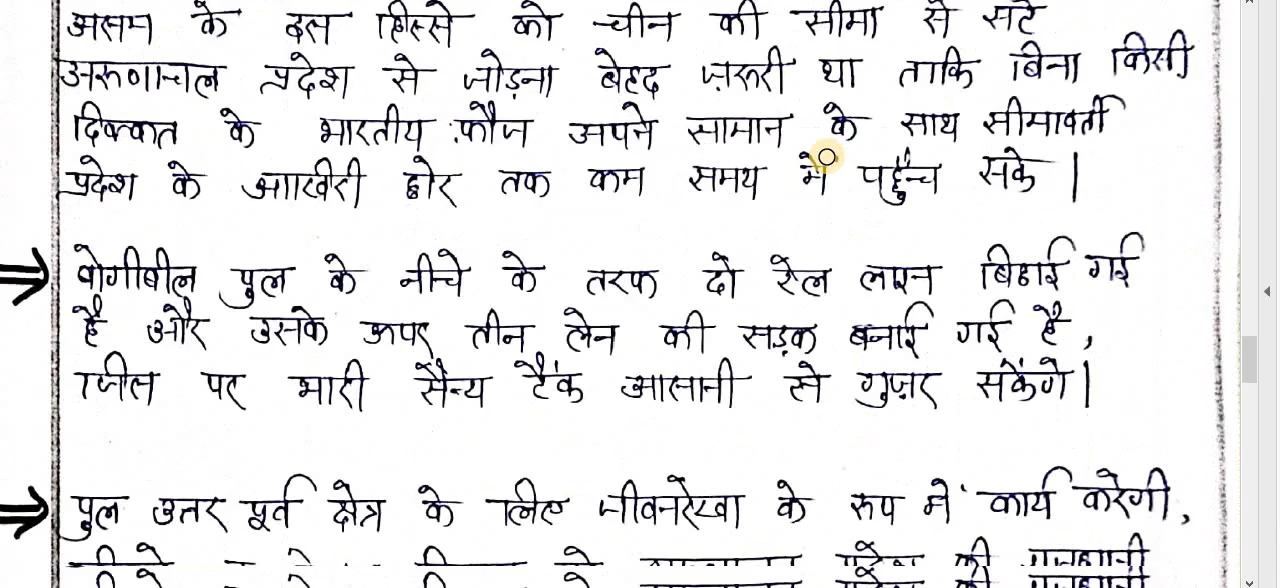 असम के इस हिस्से को चीन की सीमा से सटे
अरुणाचल प्रदेश से जोड़ना बेहद ज़रूरी था ताकि बिना किसी
दिक्कत के भारतीय फ़ौज अपने सामान के साथ सीमावर्ती
प्रदेश के आखिरी छोर तक कम समय में पहुँच सके।
बोगीबील पुल के नीचे के तरफ दो रेल लाइन बिछाई गई
है और उसके ऊपर तीन लेन की सड़क बनाई गई है,
जिस पर भारी सैन्य टैंक आसानी से गुज़र सकेंगे।
पुल उत्तर पूर्व क्षेत्र के लिए जीवनरेखा के रूप में कार्य करेगी,